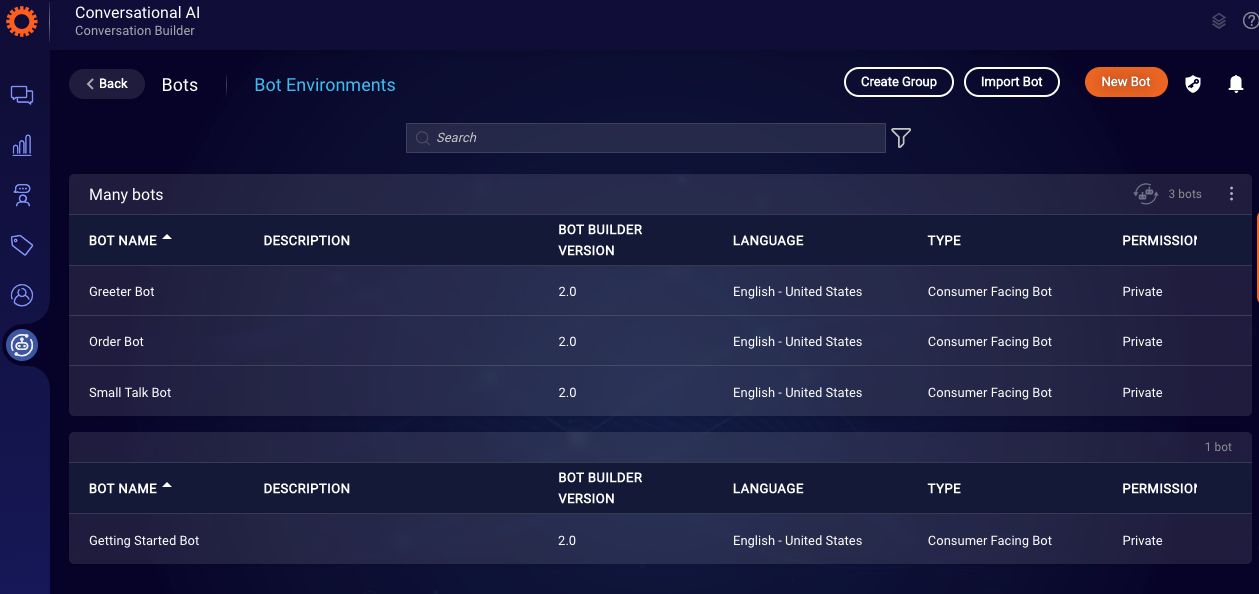 Conversational AI
Conversation Builder
Back Bots Bot Environments Create Group Import Bot New Bot
Search
Many bots 3 bots
BOT NAME DESCRIPTION BOT BUILDER VERSION LANGUAGE TYPE PERMISSION
Greeter Bot 2.0 English - United States Consumer Facing Bot Private
Order Bot 2.0 English - United States Consumer Facing Bot Private
Small Talk Bot 2.0 English - United States Consumer Facing Bot Private
1 bot
BOT NAME DESCRIPTION BOT BUILDER VERSION LANGUAGE TYPE PERMISSION
Getting Started Bot 2.0 English - United States Consumer Facing Bot Private